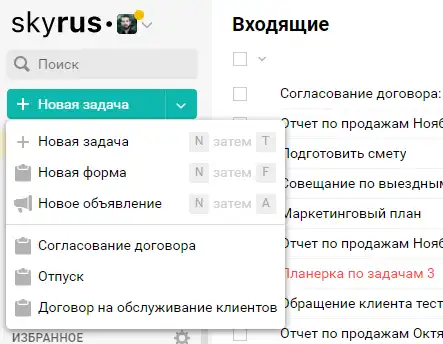 skyrus
Поиск
Новая задача
Новая задача N затем T
Новая форма N затем F
Новое объявление N затем A
Согласование договора
Отпуск
Договор на обслуживание клиентов
ИЗБРАННОЕ
Входящие
Согласование договора:
Отчет по продажам Нояб
Подготовить смету
Совещание по выездным
Маркетинговый план
Отчет по продажам Нояб
Планерка по задачам 3
Обращение клиента тест
Отчет по продажам Октя